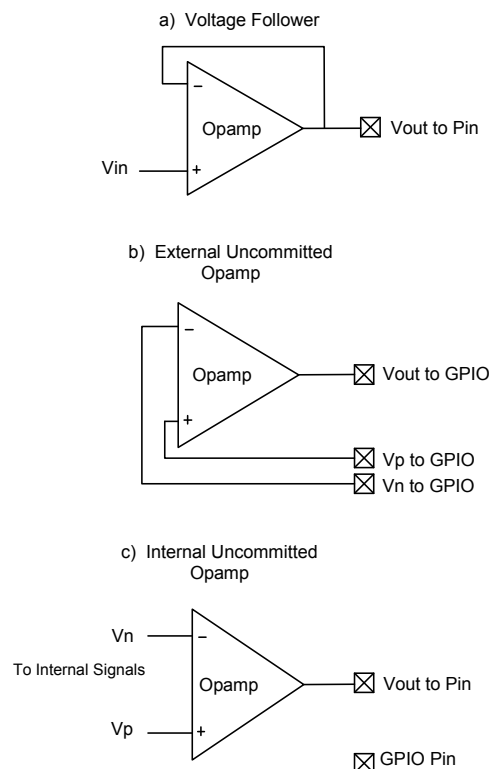 a) Voltage Follower
−
Opamp
Vout to Pin
Vin
+
b) External Uncommitted
Opamp
−
Opamp
Vout to GPIO
+
Vp to GPIO
Vn to GPIO
c) Internal Uncommitted
Opamp
Vn
−
To Internal Signals
Opamp
Vout to Pin
Vp
+
GPIO Pin